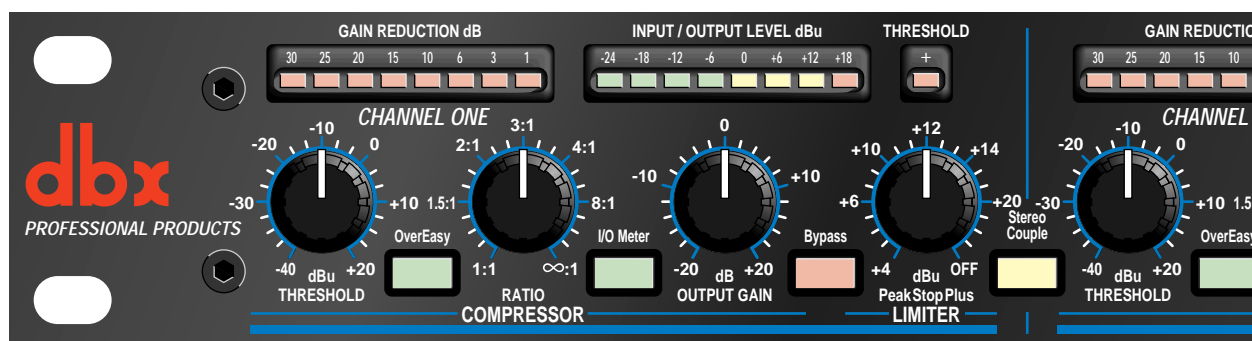 GAIN REDUCTION dB
30 25 20 15 10 6 3 1
INPUT / OUTPUT LEVEL dBu
-24 -18 -12 -6 0 +6 +12 +18
THRESHOLD
+
GAIN REDUCTIO
30 25 20 15 10
dbx
PROFESSIONAL PRODUCTS
CHANNEL ONE
-40 -30 -20 -10 0 +10 +20
dBu
THRESHOLD
OverEasy
1:1 1.5:1 2:1 3:1 4:1 8:1 ∞:1
RATIO
I/O Meter
-20 -10 0 +10 +20
dB
OUTPUT GAIN
Bypass
COMPRESSOR
+4 +6 +10 +12 +14 +20 OFF
dBu
PeakStopPlus
LIMITER
Stereo
Couple
CHANNEL
-40 -30 -20 -10 0 +10 +20
dBu
THRESHOLD
OverEasy
1.5